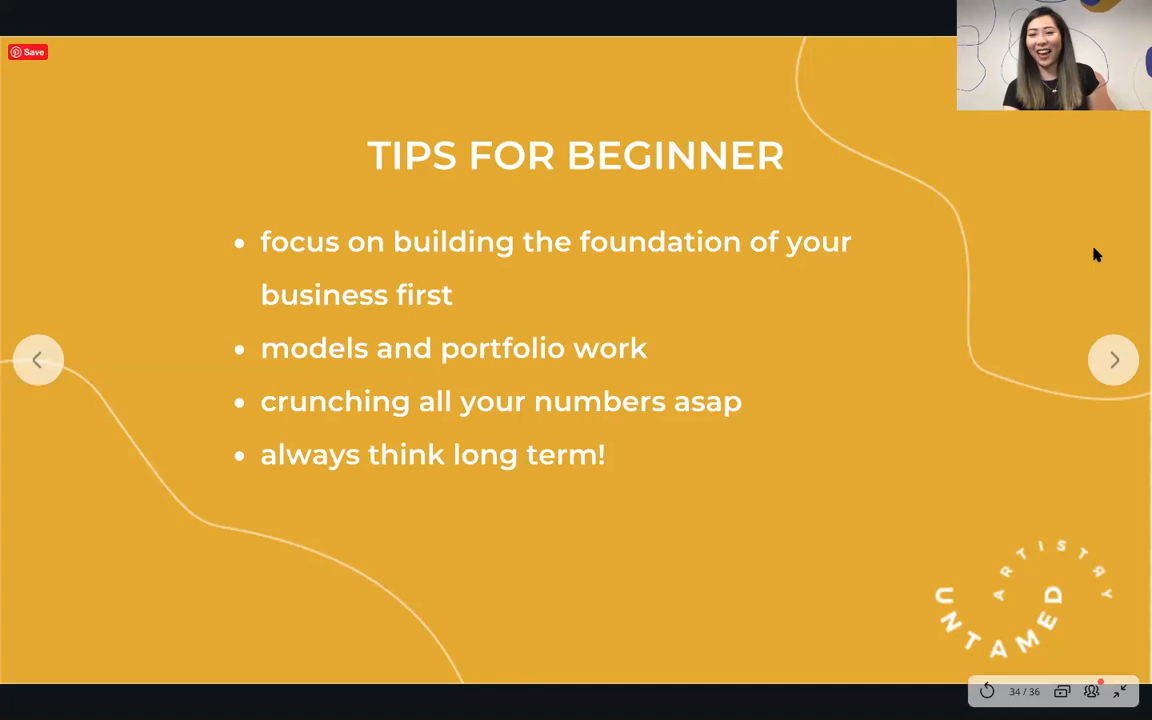 Save
TIPS FOR BEGINNER
• focus on building the foundation of your
business first
• models and portfolio work
• crunching all your numbers asap
• always think long term!
ARTISTRY
UNTAMED
34 / 36